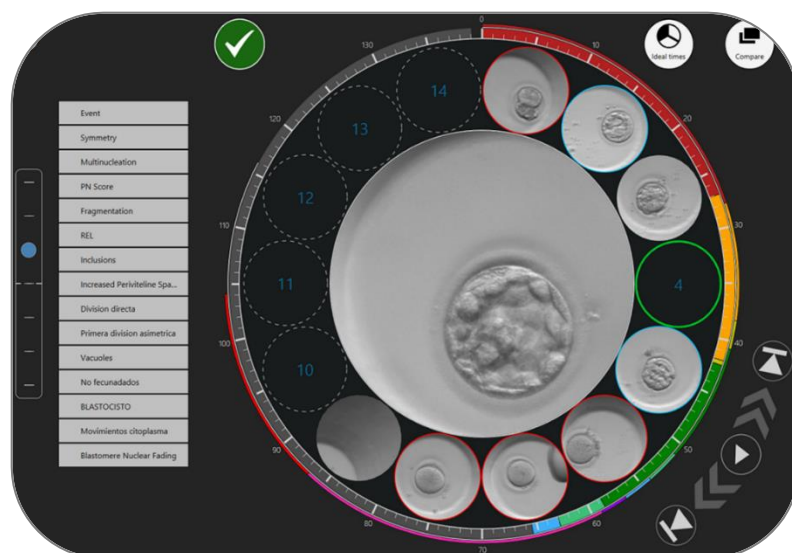 0
10
20
30
40
50
60
70
80
90
100
110
120
130
Ideal times
Compare
14
13
12
11
10
4
Event
Symmetry
Multinucleation
PN Score
Fragmentation
REL
Inclusions
Increased Periviteline Spa...
Division directa
Primera division asimetrica
Vacuoles
No fecunadados
BLASTOCISTO
Movimientos citoplasma
Blastomere Nuclear Fading